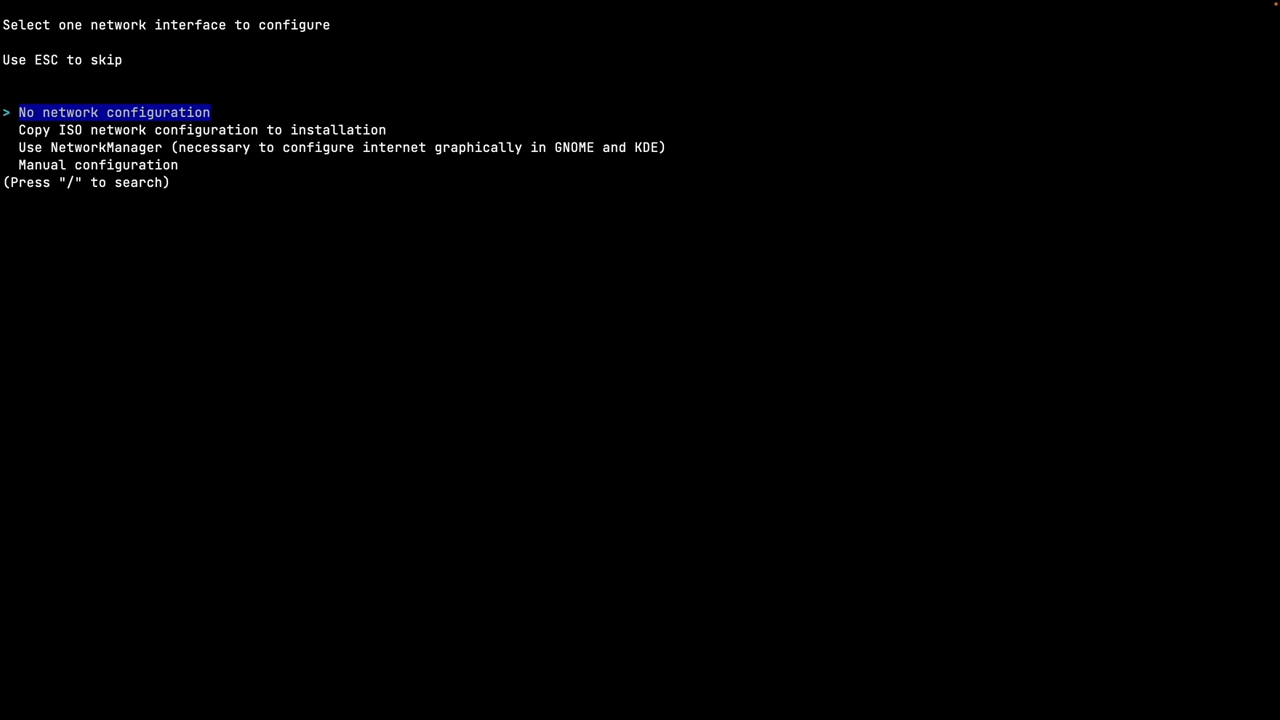 Select one network interface to configure
Use ESC to skip
> No network configuration
Copy ISO network configuration to installation
Use NetworkManager (necessary to configure internet graphically in GNOME and KDE)
Manual configuration
(Press "/" to search)